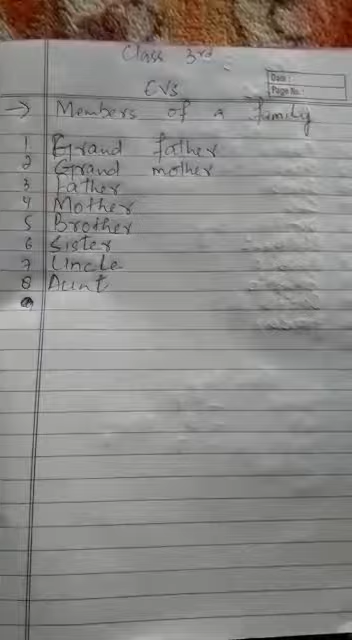 Class 3rd
Date :
Page No. :
EVS
→ Members of a family
1 Grand father
2 Grand mother
3 Father
4 Mother
5 Brother
6 Sister
7 Uncle
8 Aunt